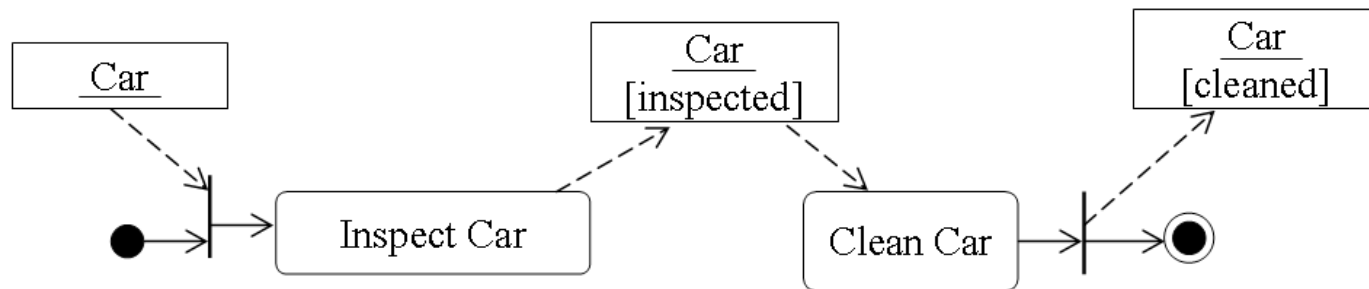 Car
Car
[inspected]
Car
[cleaned]
Inspect Car
Clean Car